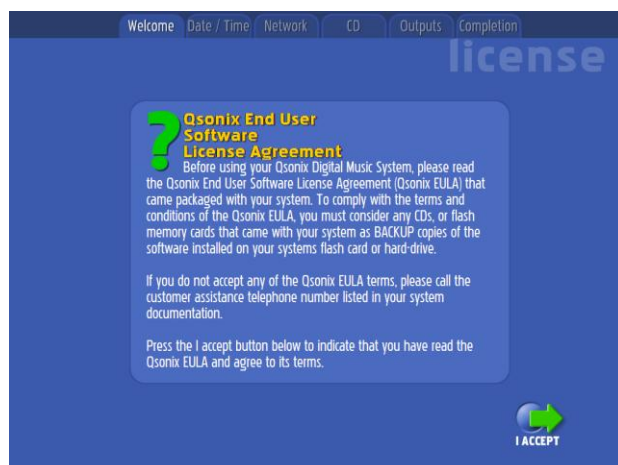 Welcome Date / Time Network CD Outputs Completion
license
Qsonix End User
Software
License Agreement
Before using your Qsonix Digital Music System, please read
the Qsonix End User Software License Agreement (Qsonix EULA) that
came packaged with your system. To comply with the terms and
conditions of the Qsonix EULA, you must consider any CDs, or flash
memory cards that came with your system as BACKUP copies of the
software installed on your systems flash card or hard-drive.
If you do not accept any of the Qsonix EULA terms, please call the
customer assistance telephone number listed in your system
documentation.
Press the I accept button below to indicate that you have read the
Qsonix EULA and agree to its terms.
I ACCEPT